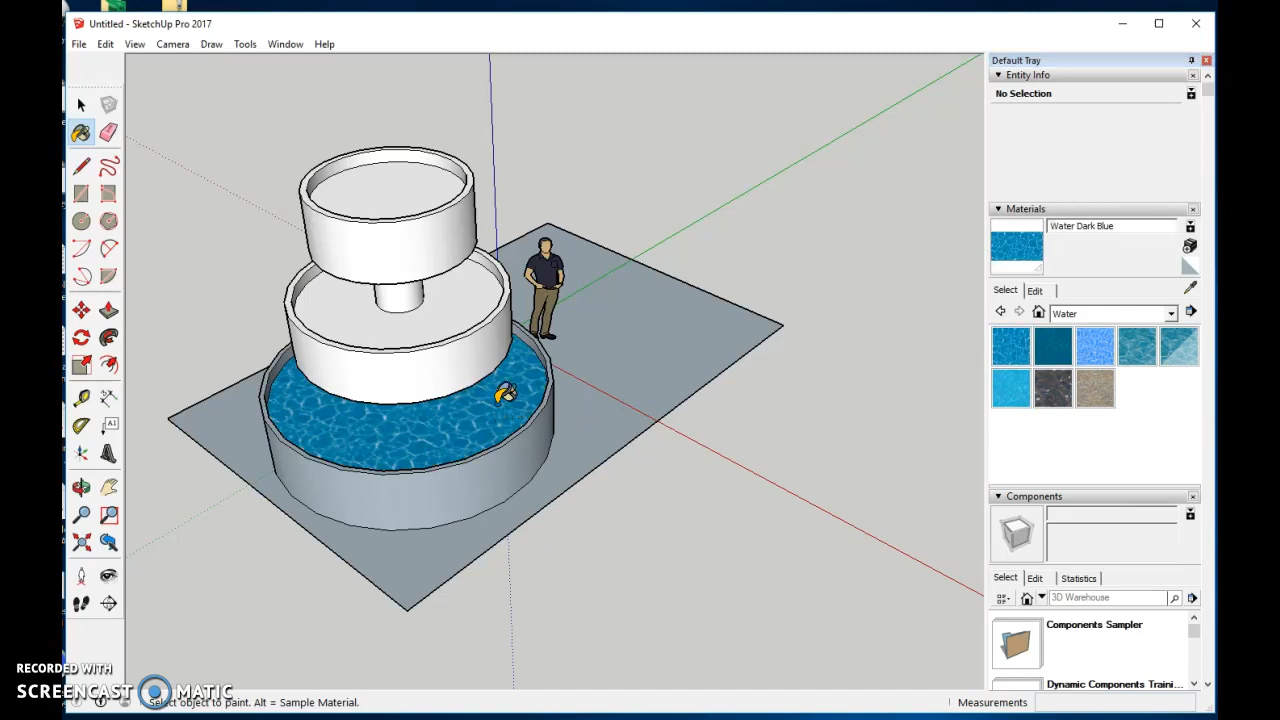 Untitled - SketchUp Pro 2017
File Edit View Camera Draw Tools Window Help
Default Tray
Entity Info
No Selection
Materials
Water Dark Blue
Select Edit
Water
Components
Select Edit Statistics
3D Warehouse
Components Sampler
Dynamic Components Traini...
A1
RECORDED WITH
SCREENCAST MATIC
Select object to paint. Alt = Sample Material.
Measurements